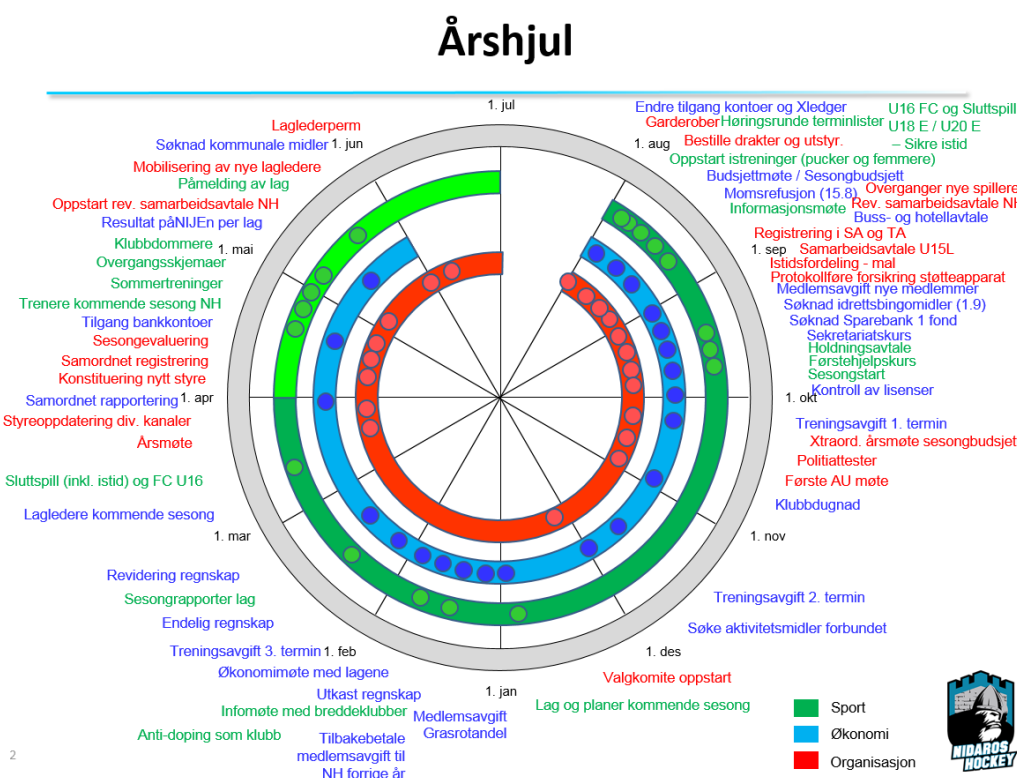 Årshjul
1. jul
Endre tilgang kontoer og Xledger
U16 FC og Sluttspill
Garderober
Høringsrunde terminlister
U18 E / U20 E
1. aug
Bestille drakter og utstyr.
– Sikre istid
Oppstart istreninger (pucker og femmere)
Budsjettmøte / Sesongbudsjett
Momsrefusjon (15.8)
Overganger nye spillere
Rev. samarbeidsavtale NH
Informasjonsmøte
Buss- og hotellavtale
Registrering i SA og TA
1. sep
Samarbeidsavtale U15L
Istidsfordeling - mal
Protokollføre forsikring støtteapparat
Medlemsavgift nye medlemmer
Søknad idrettsbingomidler (1.9)
Søknad Sparebank 1 fond
Sekretariatskurs
Holdningsavtale
Førstehjelpskurs
Sesongstart
Kontroll av lisenser
1. okt
Treningsavgift 1. termin
Xtraord. årsmøte sesongbudsjet
Politiattester
Første AU møte
Klubbdugnad
1. nov
Treningsavgift 2. termin
Søke aktivitetsmidler forbundet
1. des
Valgkomite oppstart
Lag og planer kommende sesong
1. jan
Medlemsavgift
Grasrotandel
Tilbakebetale
medlemsavgift til
NH forrige år
Anti-doping som klubb
Infomøte med breddeklubber
Utkast regnskap
Økonomimøte med lagene
Treningsavgift 3. termin
1. feb
Endelig regnskap
Sesongrapporter lag
Revidering regnskap
1. mar
Lagledere kommende sesong
Sluttspill (inkl. istid) og FC U16
Årsmøte
Styreoppdatering div. kanaler
Samordnet rapportering
1. apr
Konstituering nytt styre
Samordnet registrering
Sesongevaluering
Tilgang bankkontoer
Trenere kommende sesong NH
Sommertreninger
Overgangsskjemaer
Klubbdommere
1. mai
Resultat påNIJEn per lag
Oppstart rev. samarbeidsavtale NH
Påmelding av lag
Mobilisering av nye lagledere
Søknad kommunale midler
1. jun
Laglederperm
Sport
Økonomi
Organisasjon
NIDAROS
HOCKEY
2